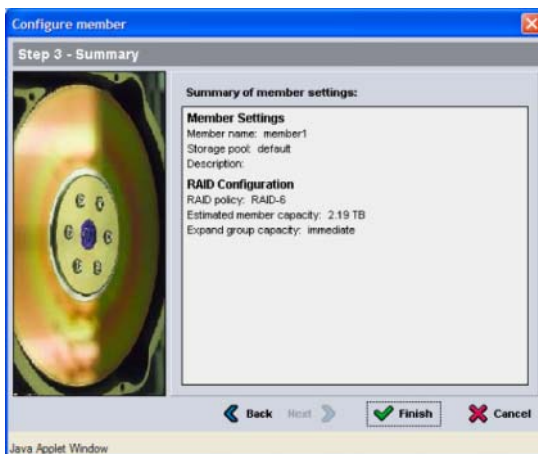 Configure member
Step 3 - Summary
Summary of member settings:
Member Settings
Member name: member1
Storage pool: default
Description:
RAID Configuration
RAID policy: RAID-6
Estimated member capacity: 2.19 TB
Expand group capacity: immediate
Back Next Finish Cancel
Java Applet Window